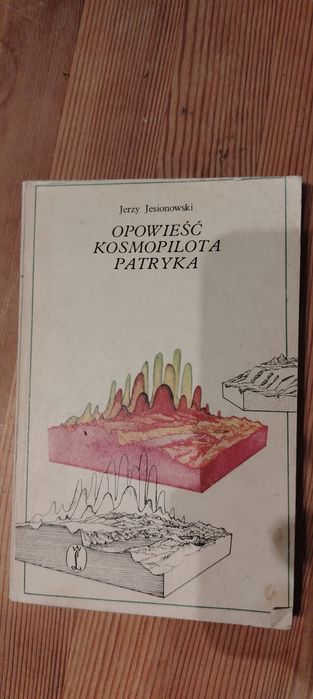 Jerzy Jesionowski
OPOWIEŚĆ
KOSMOPILOTA
PATRYKA